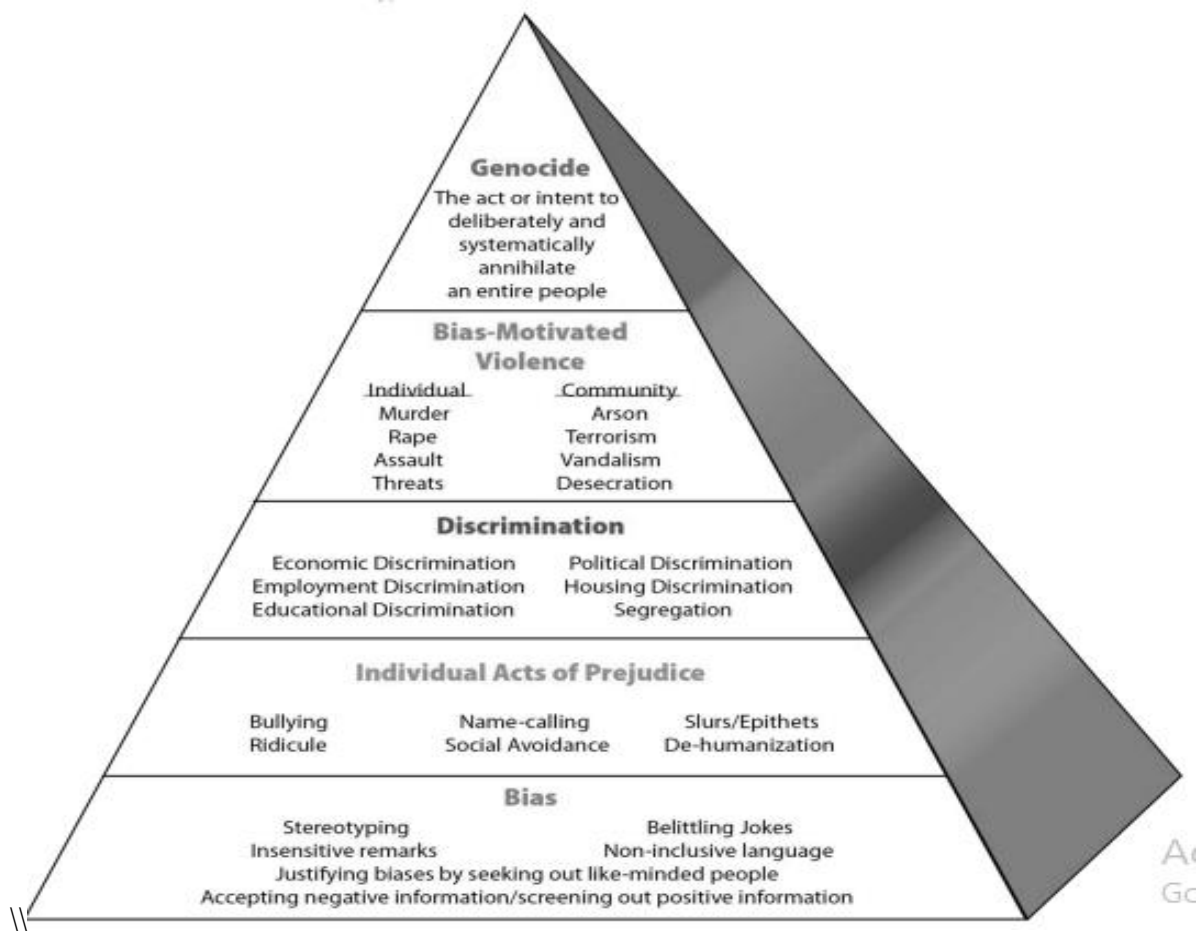 Genocide
The act or intent to
deliberately and
systematically
annihilate
an entire people
Bias-Motivated
Violence
Individual Community
Murder Arson
Rape Terrorism
Assault Vandalism
Threats Desecration
Discrimination
Economic Discrimination Political Discrimination
Employment Discrimination Housing Discrimination
Educational Discrimination Segregation
Individual Acts of Prejudice
Bullying Name-calling Slurs/Epithets
Ridicule Social Avoidance De-humanization
Bias
Stereotyping Belittling Jokes
Insensitive remarks Non-inclusive language
Justifying biases by seeking out like-minded people
Accepting negative information/screening out positive information
\\